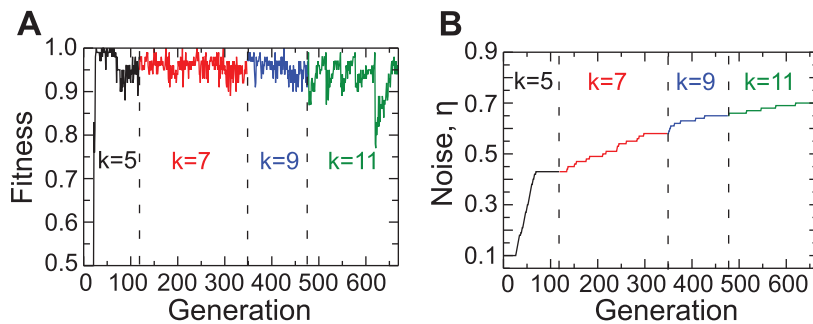 A
Fitness
1.0
0.9
0.8
0.7
0.6
0.5
k=5
k=7
k=9
k=11
0 100 200 300 400 500 600
Generation
B
Noise, η
0.9
0.7
0.5
0.3
0.1
k=5
k=7
k=9
k=11
0 100 200 300 400 500 600
Generation